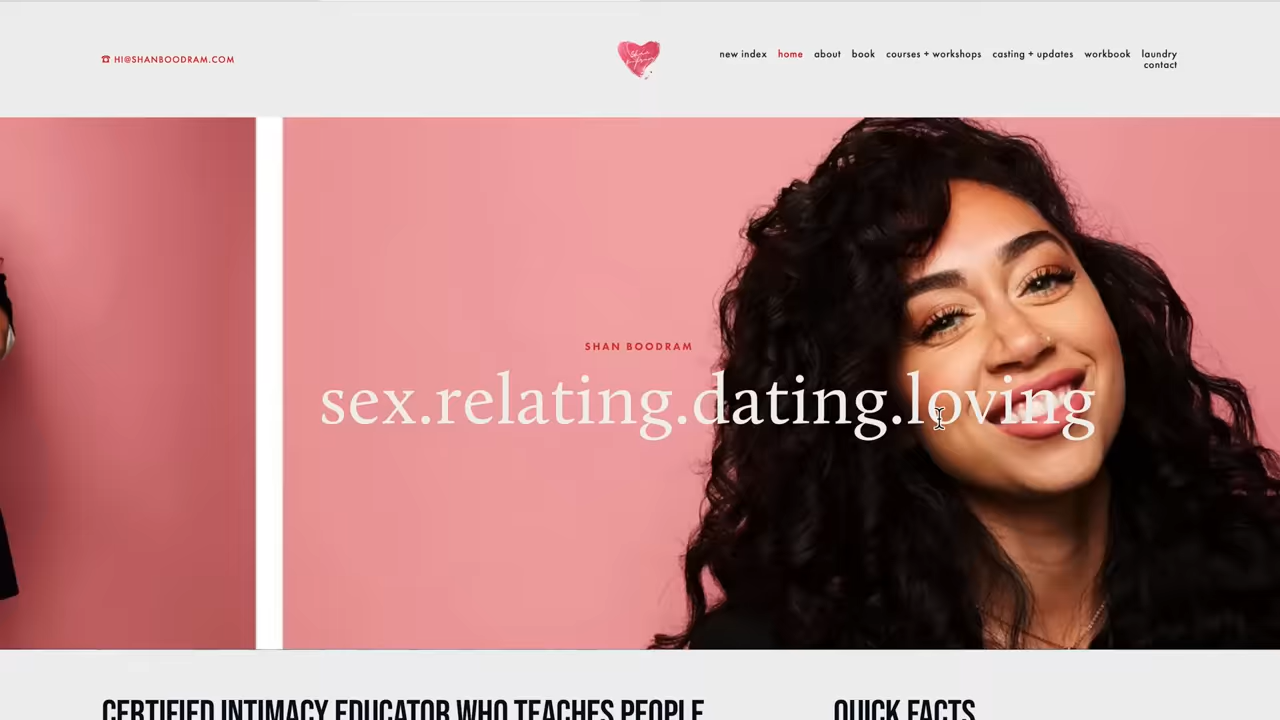 ☎ HI@SHANBOODRAM.COM
new index home about book courses + workshops casting + updates workbook laundry
contact
SHAN BOODRAM
sex.relating.dating.loving
CERTIFIED INTIMACY EDUCATOR WHO TEACHES PEOPLE
QUICK FACTS